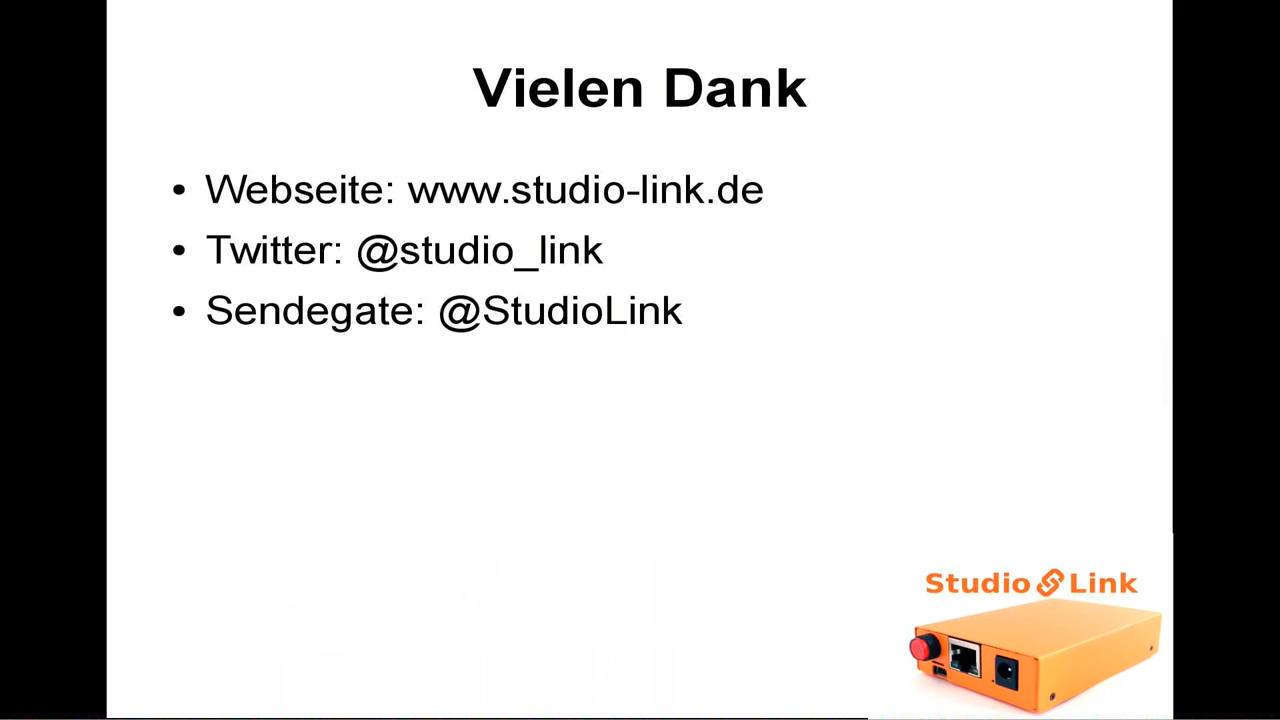 Vielen Dank
• Webseite: www.studio-link.de
• Twitter: @studio_link
• Sendegate: @StudioLink
Studio Link